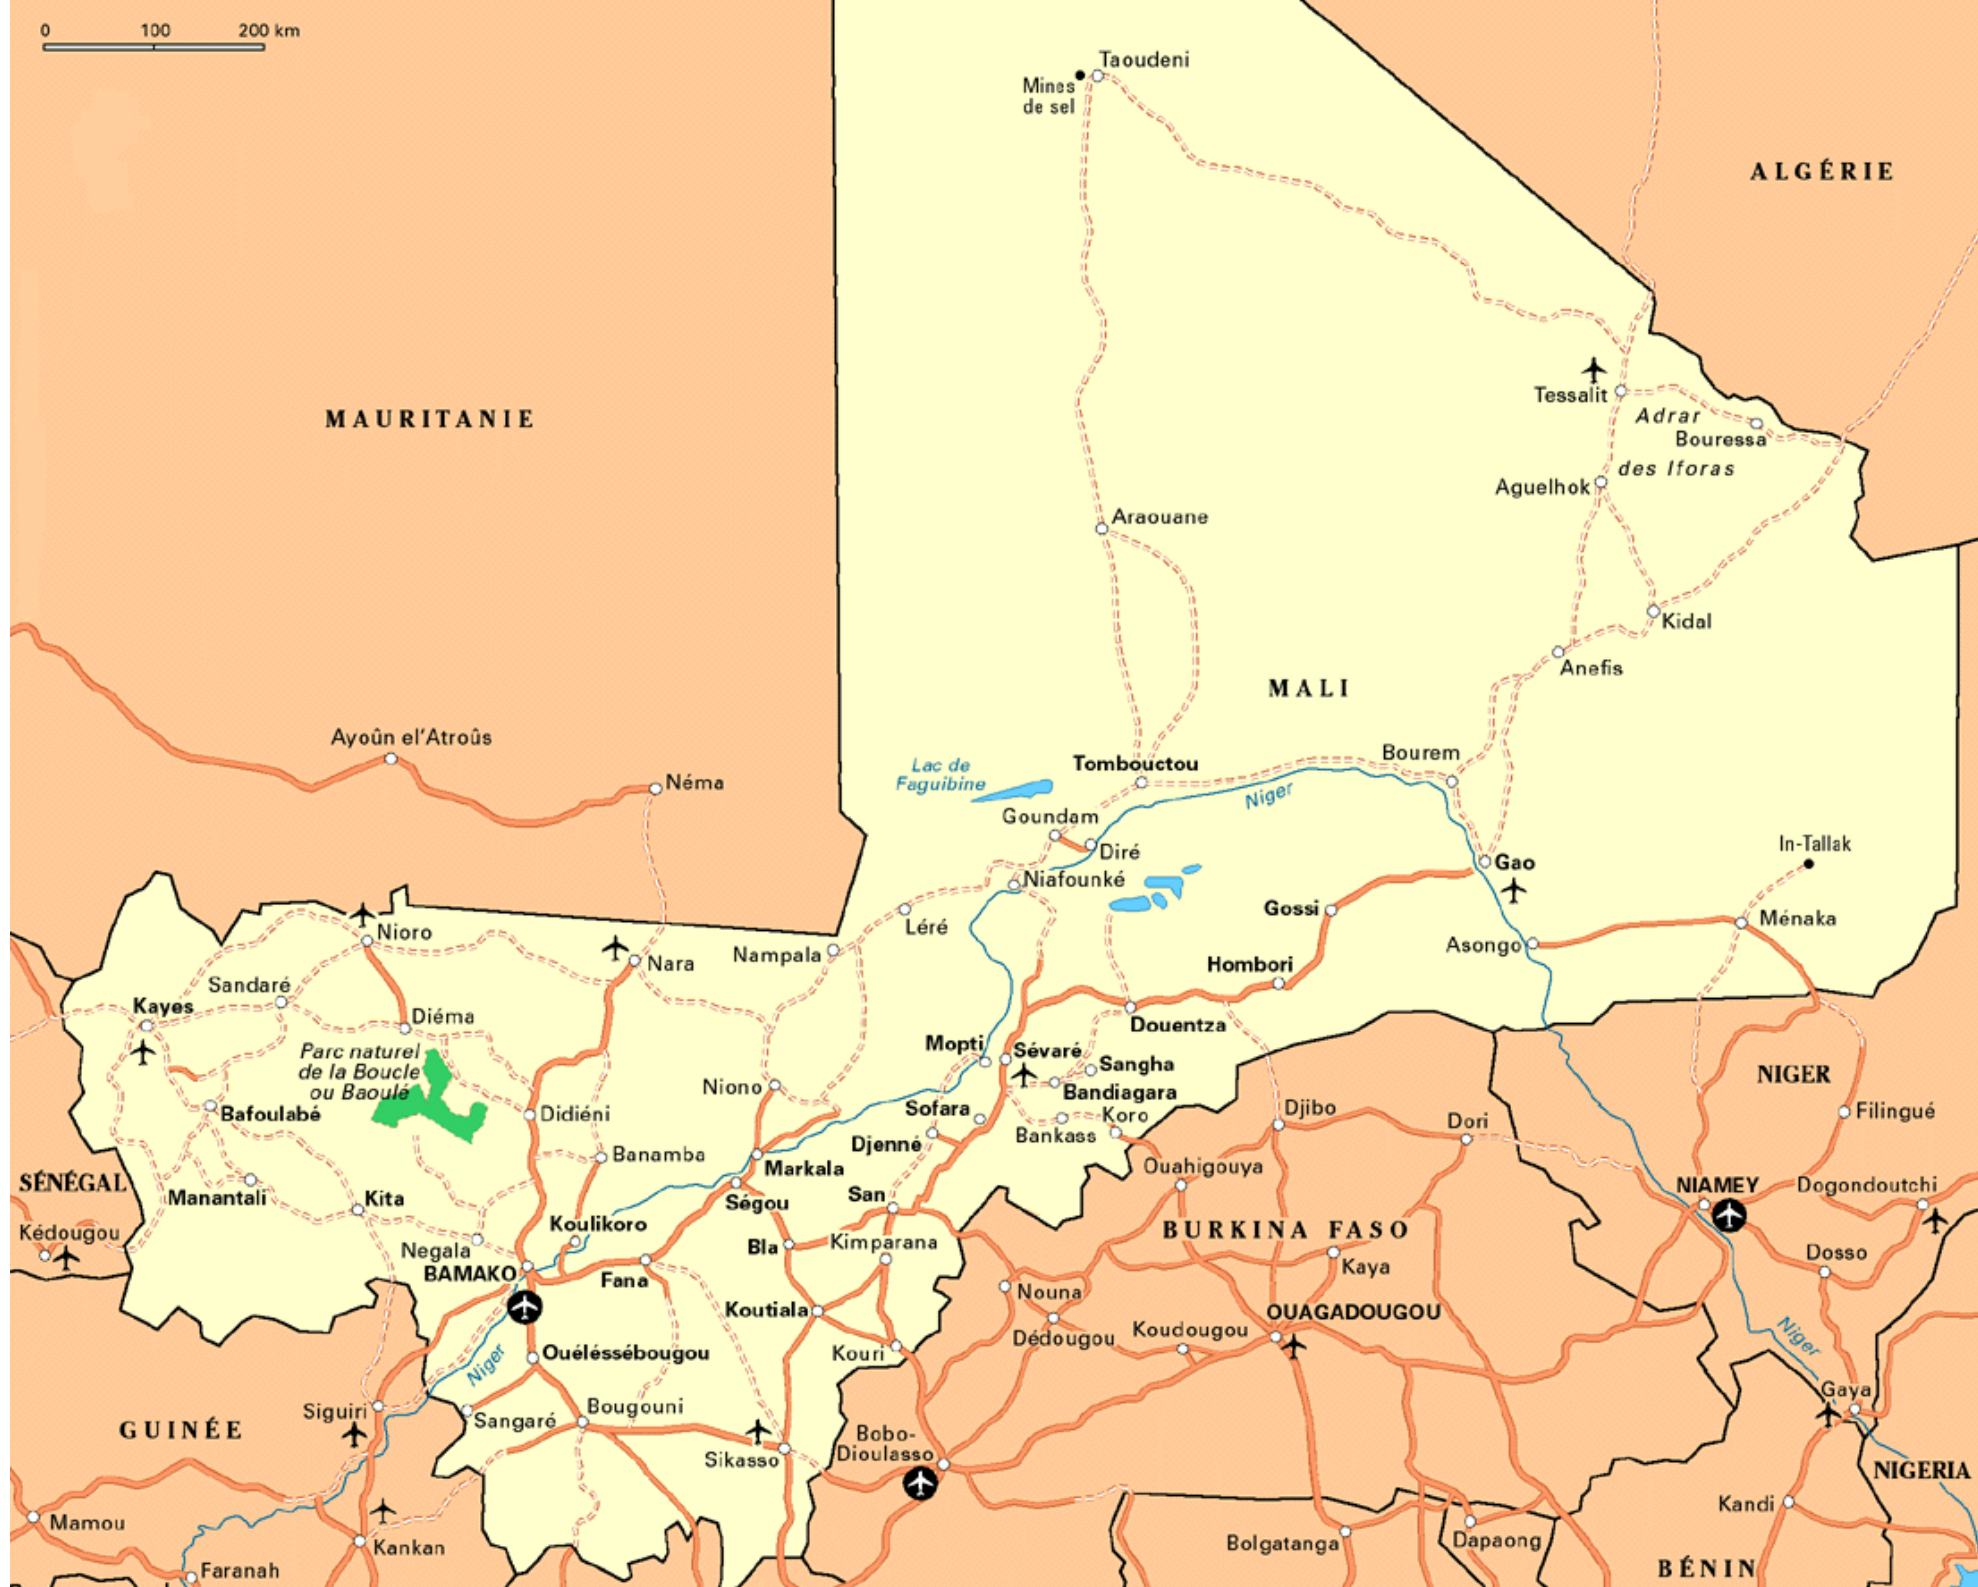 0 100 200 km
Taoudeni
Mines
de sel
ALGÉRIE
Tessalit
Adrar
Bouressa
des Iforas
MAURITANIE
Aguelhok
Araouane
Kidal
Anefis
MALI
Ayoûn el'Atroûs
Néma
Lac de
Faguibine
Tombouctou
Bourem
Niger
Goundam
Diré
In-Tallak
Gao
Niafounké
Léré
Gossi
Ménaka
Asongo
Nioro
Nampala
Nara
Hombori
Sandaré
Kayes
Diéma
Douentza
Parc naturel
de la Boucle
ou Baoulé
Mopti
Sévaré
Sangha
Bandiagara
NIGER
Niono
Bafoulabé
Didiéni
Sofara
Koro
Bankass
Djibo
Dori
Filingué
Djenné
Banamba
Markala
Ouahigouya
SÉNÉGAL
Manantali
Kita
Ségou
San
NIAMEY
Dogondoutchi
Kédougou
Koulikoro
Negala
BAMAKO
Bla
Kimparana
BURKINA FASO
Kaya
Dosso
Fana
Nouna
Koutiala
OUAGADOUGOU
Dédougou
Koudougou
Kouri
Ouéléssébougou
Niger
Niger
Gaya
Siguiri
Sangaré
Bougouni
GUINÉE
Sikasso
Bobo-
Dioulasso
NIGERIA
Kandi
Mamou
Kankan
Bolgatanga
Dapaong
Faranah
BÉNIN